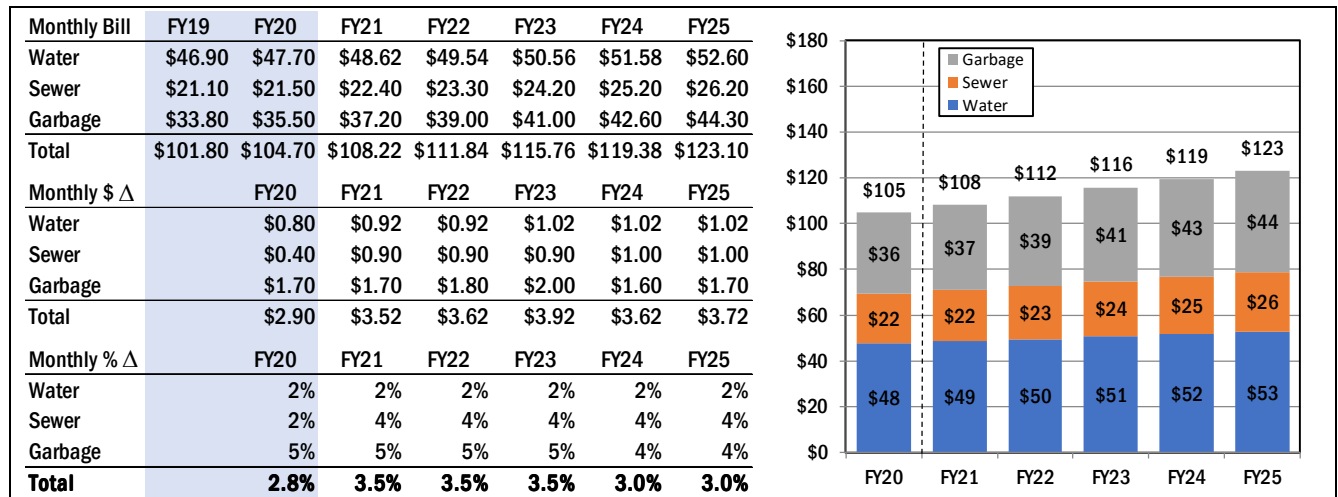 Monthly Bill FY19 FY20 FY21 FY22 FY23 FY24 FY25
Water $46.90 $47.70 $48.62 $49.54 $50.56 $51.58 $52.60
Sewer $21.10 $21.50 $22.40 $23.30 $24.20 $25.20 $26.20
Garbage $33.80 $35.50 $37.20 $39.00 $41.00 $42.60 $44.30
Total $101.80 $104.70 $108.22 $111.84 $115.76 $119.38 $123.10
Monthly $ Δ FY20 FY21 FY22 FY23 FY24 FY25
Water $0.80 $0.92 $0.92 $1.02 $1.02 $1.02
Sewer $0.40 $0.90 $0.90 $0.90 $1.00 $1.00
Garbage $1.70 $1.70 $1.80 $2.00 $1.60 $1.70
Total $2.90 $3.52 $3.62 $3.92 $3.62 $3.72
Monthly % Δ FY20 FY21 FY22 FY23 FY24 FY25
Water 2% 2% 2% 2% 2% 2%
Sewer 2% 4% 4% 4% 4% 4%
Garbage 5% 5% 5% 5% 4% 4%
Total 2.8% 3.5% 3.5% 3.5% 3.0% 3.0%
$180
$160
$140
$120
$100
$80
$60
$40
$20
$0
Garbage
Sewer
Water
$105 $108 $112 $116 $119 $123
$36 $37 $39 $41 $43 $44
$22 $22 $23 $24 $25 $26
$48 $49 $50 $51 $52 $53
FY20 FY21 FY22 FY23 FY24 FY25